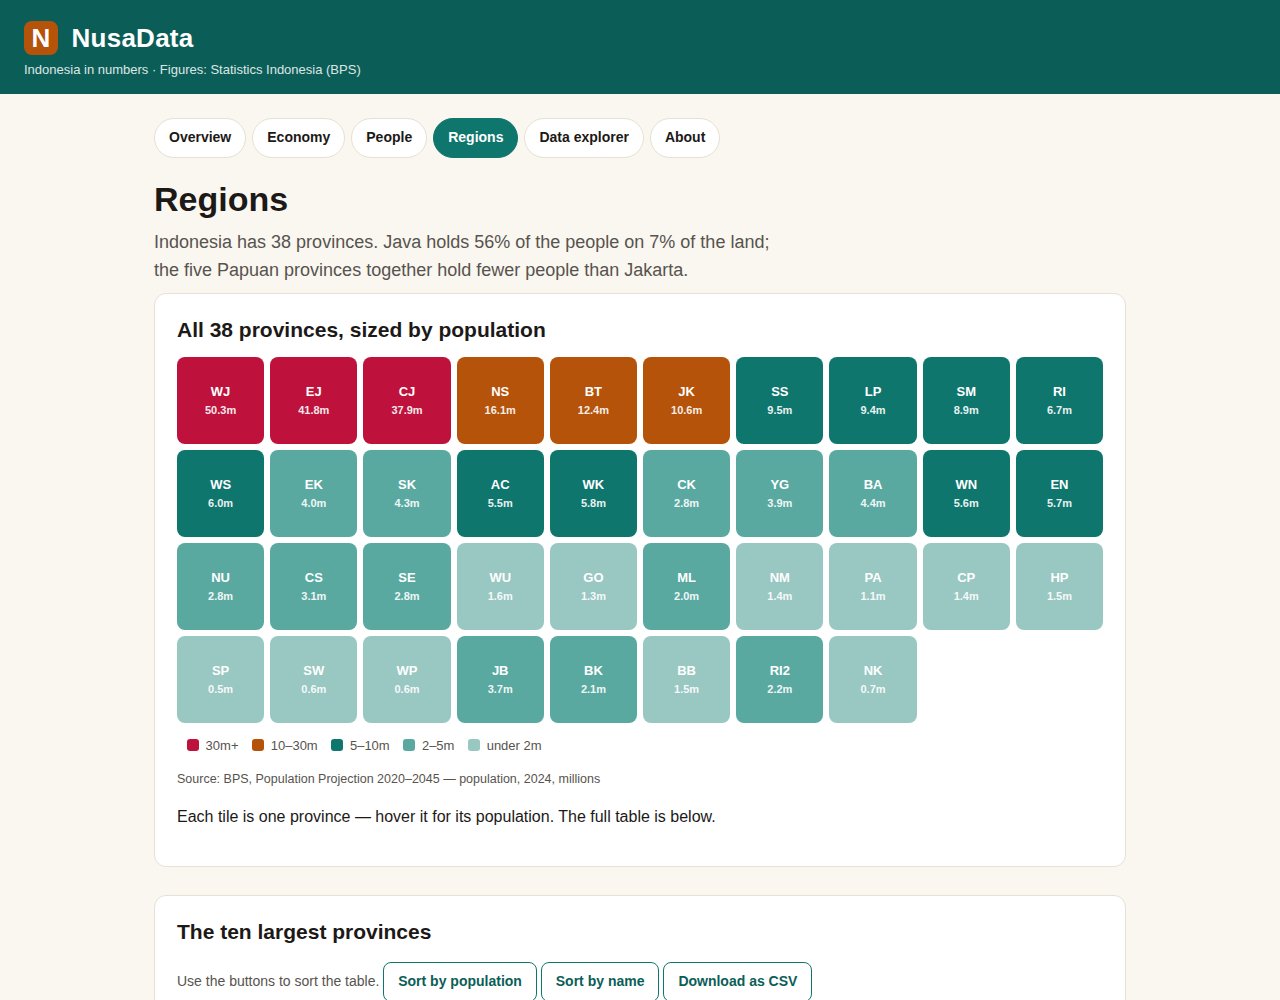 N NusaData
Indonesia in numbers · Figures: Statistics Indonesia (BPS)
Overview Economy People Regions Data explorer About
Regions
Indonesia has 38 provinces. Java holds 56% of the people on 7% of the land;
the five Papuan provinces together hold fewer people than Jakarta.
All 38 provinces, sized by population
WJ EJ CJ NS BT JK SS LP SM RI
50.3m 41.8m 37.9m 16.1m 12.4m 10.6m 9.5m 9.4m 8.9m 6.7m
WS EK SK AC WK CK YG BA WN EN
6.0m 4.0m 4.3m 5.5m 5.8m 2.8m 3.9m 4.4m 5.6m 5.7m
NU CS SE WU GO ML NM PA CP HP
2.8m 3.1m 2.8m 1.6m 1.3m 2.0m 1.4m 1.1m 1.4m 1.5m
SP SW WP JB BK BB RI2 NK
0.5m 0.6m 0.6m 3.7m 2.1m 1.5m 2.2m 0.7m
30m+ 10–30m 5–10m 2–5m under 2m
Source: BPS, Population Projection 2020–2045 — population, 2024, millions
Each tile is one province — hover it for its population. The full table is below.
The ten largest provinces
Use the buttons to sort the table. Sort by population Sort by name Download as CSV